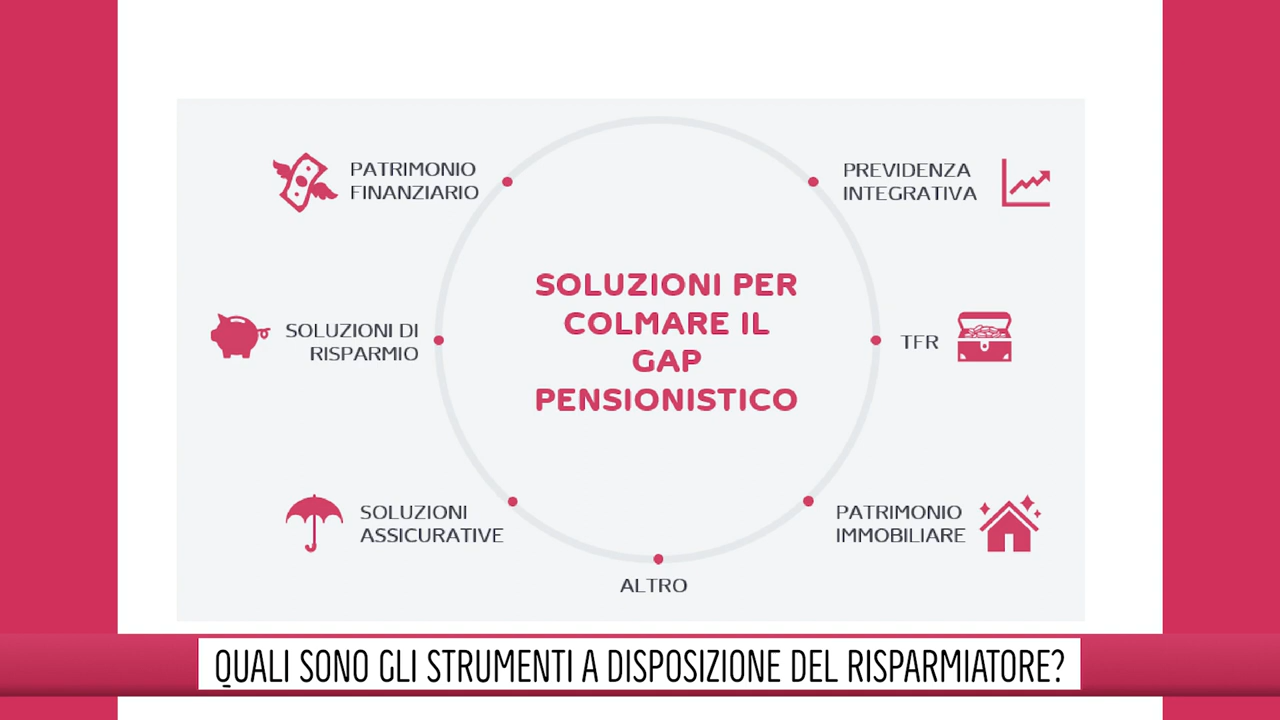 PATRIMONIO
FINANZIARIO
PREVIDENZA
INTEGRATIVA
SOLUZIONI PER
COLMARE IL
GAP
PENSIONISTICO
SOLUZIONI DI
RISPARMIO
TFR
SOLUZIONI
ASSICURATIVE
PATRIMONIO
IMMOBILIARE
ALTRO
QUALI SONO GLI STRUMENTI A DISPOSIZIONE DEL RISPARMIATORE?